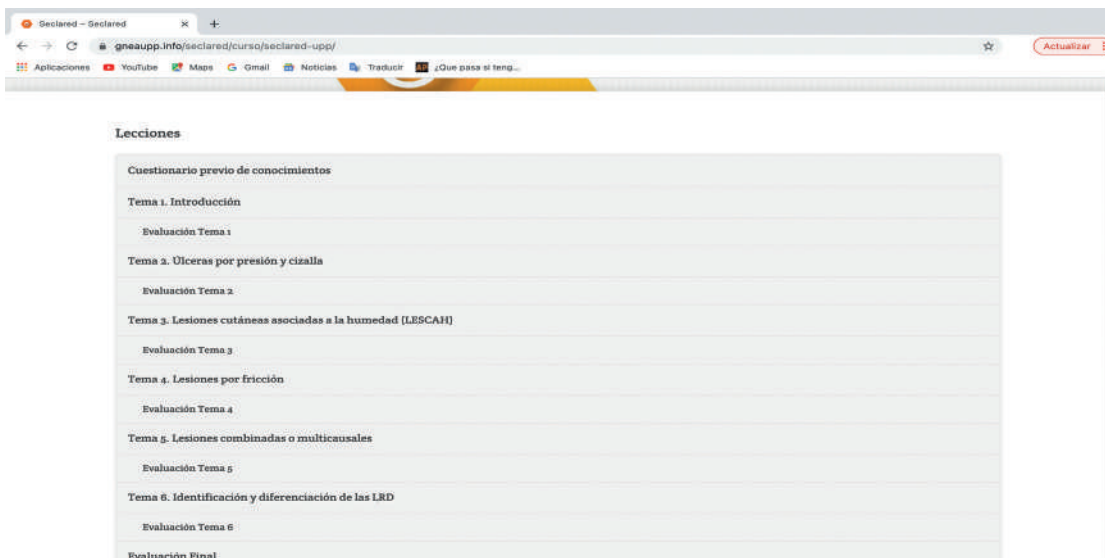 Seclared – Seclared
gneaupp.info/seclared/curso/seclared-upp/
Actualizar
Aplicaciones YouTube Maps Gmail Noticias Traducir ¿Que pasa si teng...
Lecciones
Cuestionario previo de conocimientos
Tema 1. Introducción
Evaluación Tema 1
Tema 2. Úlceras por presión y cizalla
Evaluación Tema 2
Tema 3. Lesiones cutáneas asociadas a la humedad (LESCAH)
Evaluación Tema 3
Tema 4. Lesiones por fricción
Evaluación Tema 4
Tema 5. Lesiones combinadas o multicausales
Evaluación Tema 5
Tema 6. Identificación y diferenciación de las LRD
Evaluación Tema 6
Evaluación Final